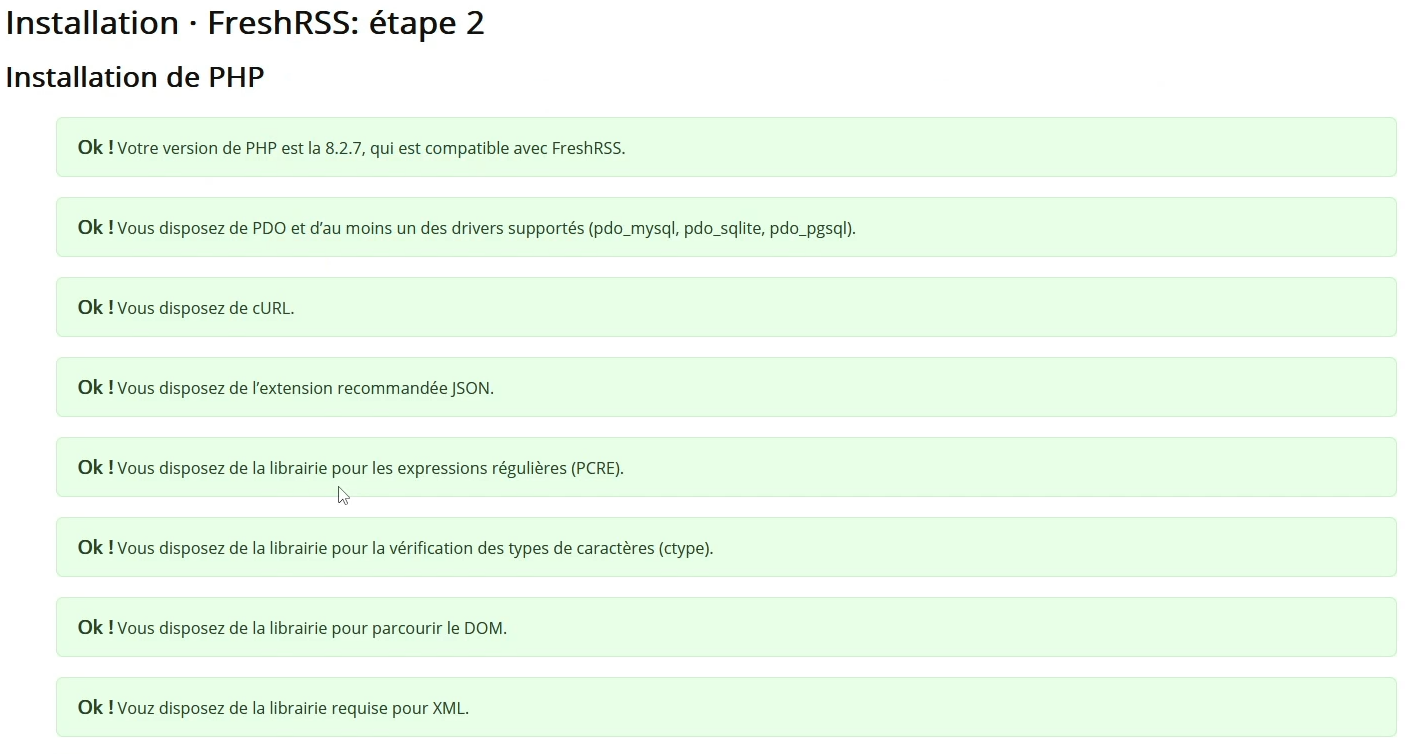 Installation · FreshRSS: étape 2
Installation de PHP
Ok ! Votre version de PHP est la 8.2.7, qui est compatible avec FreshRSS.
Ok ! Vous disposez de PDO et d’au moins un des drivers supportés (pdo_mysql, pdo_sqlite, pdo_pgsql).
Ok ! Vous disposez de cURL.
Ok ! Vous disposez de l’extension recommandée JSON.
Ok ! Vous disposez de la librairie pour les expressions régulières (PCRE).
Ok ! Vous disposez de la librairie pour la vérification des types de caractères (ctype).
Ok ! Vous disposez de la librairie pour parcourir le DOM.
Ok ! Vouz disposez de la librairie requise pour XML.